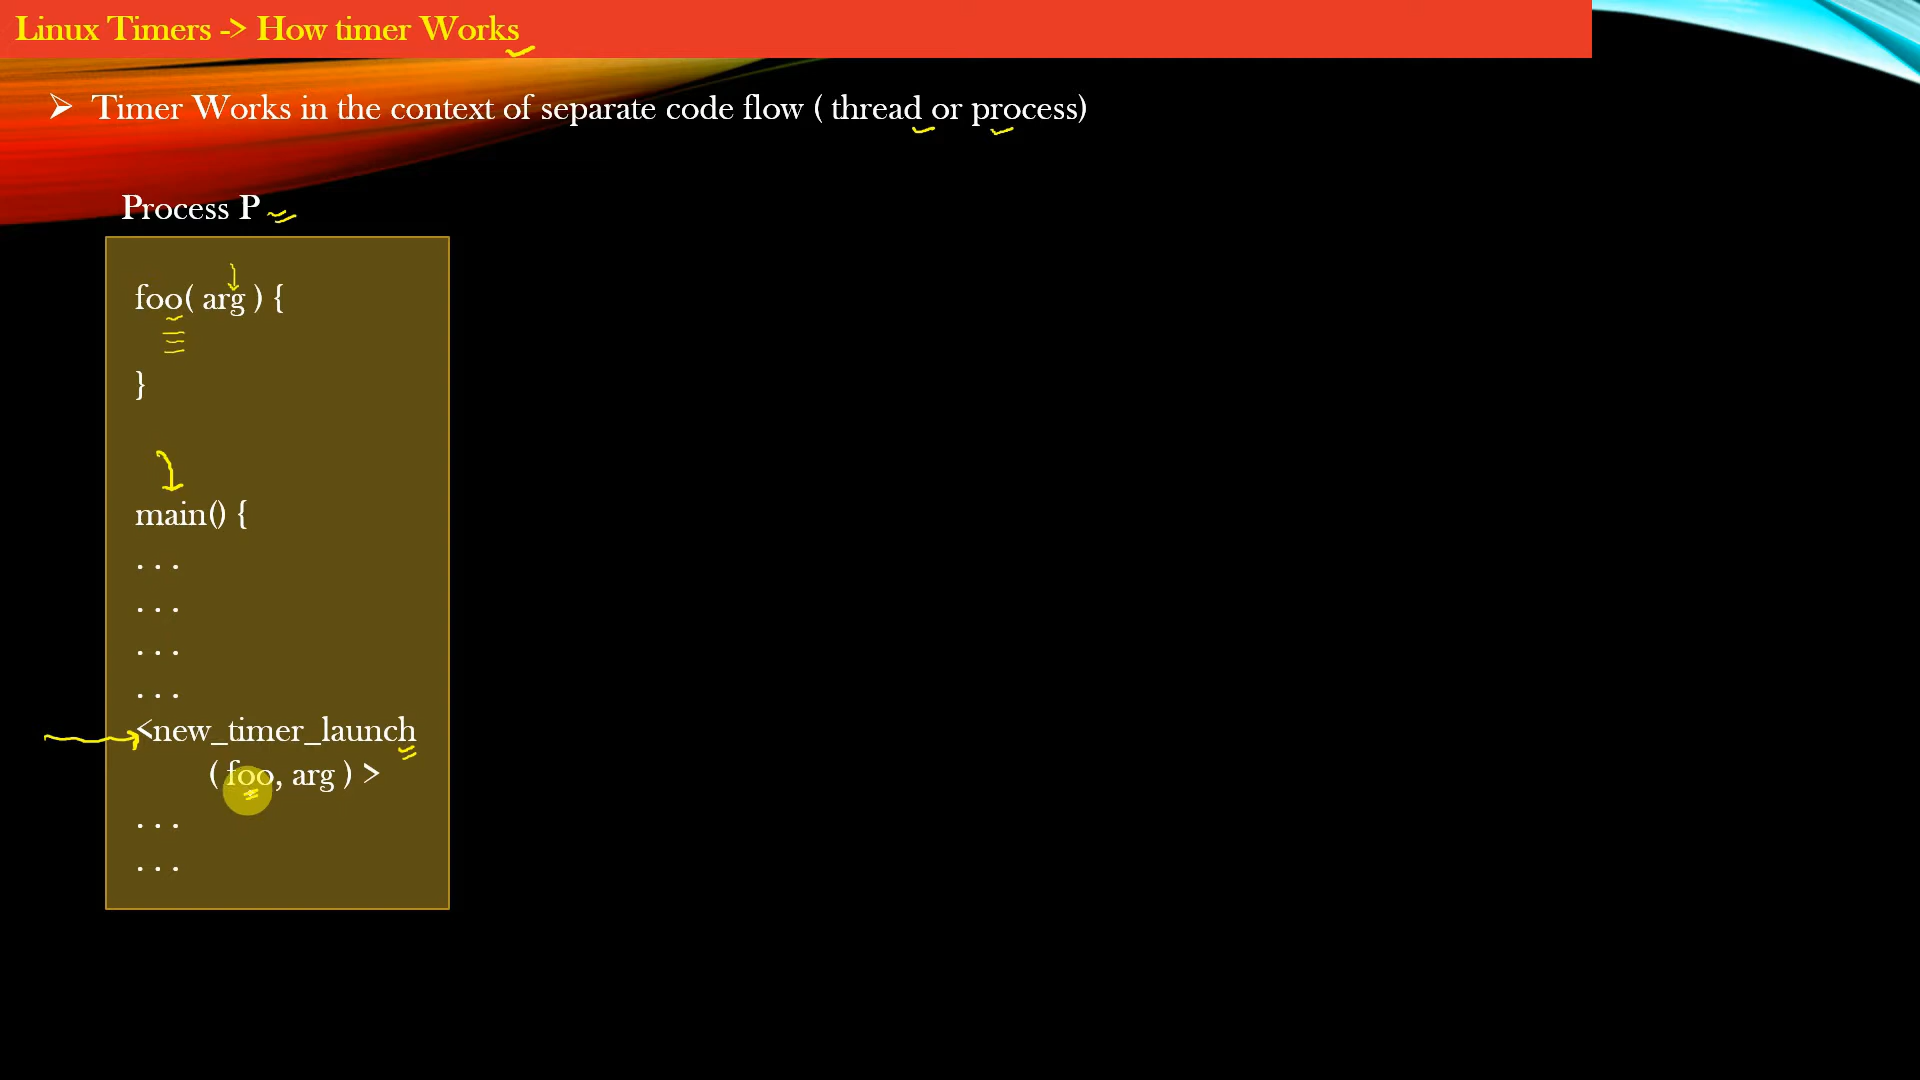 Linux Timers -> How timer Works
➢ Timer Works in the context of separate code flow ( thread or process)
Process P
foo( arg ) {
}
main() {
. . .
. . .
. . .
. . .
<new_timer_launch
( foo, arg ) >
. . .
. . .